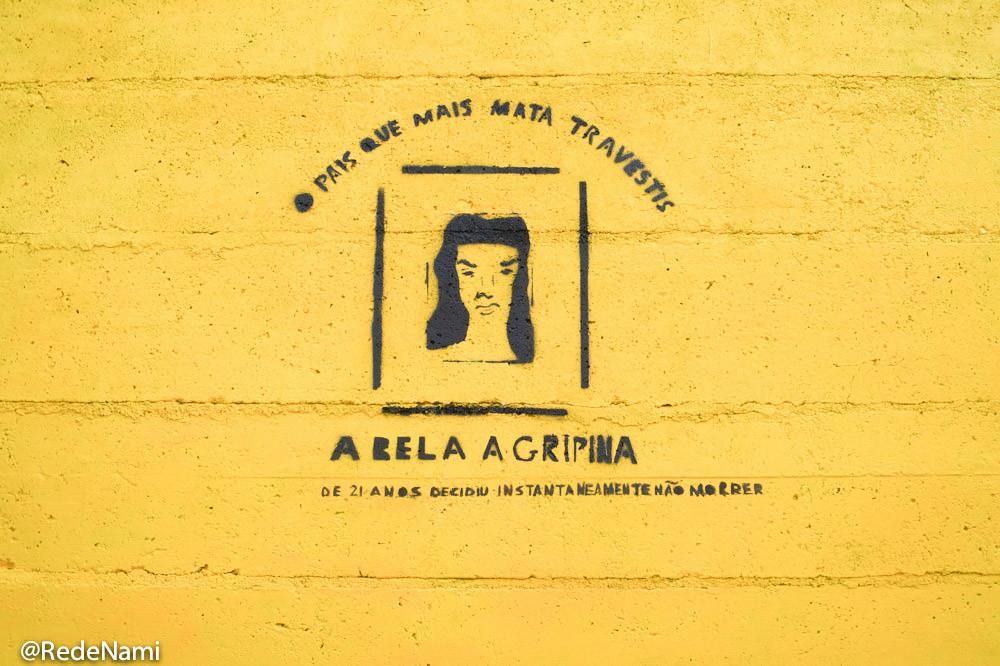 O PAIS QUE MAIS MATA TRAVESTIS
A BELA AGRIPINA
DE 21 ANOS DECIDIU INSTANTANEAMENTE NÃO MORRER
@RedeNami